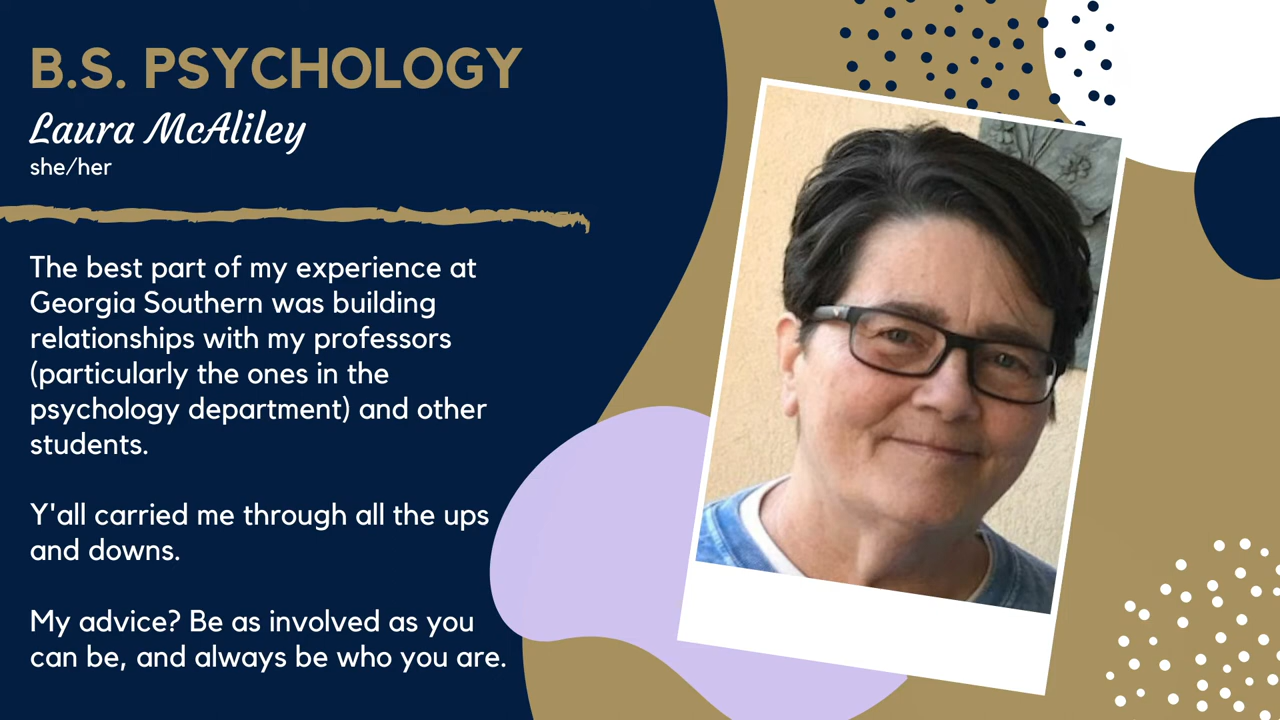 B.S. PSYCHOLOGY
Laura McAliley
she/her
The best part of my experience at
Georgia Southern was building
relationships with my professors
(particularly the ones in the
psychology department) and other
students.
Y'all carried me through all the ups
and downs.
My advice? Be as involved as you
can be, and always be who you are.